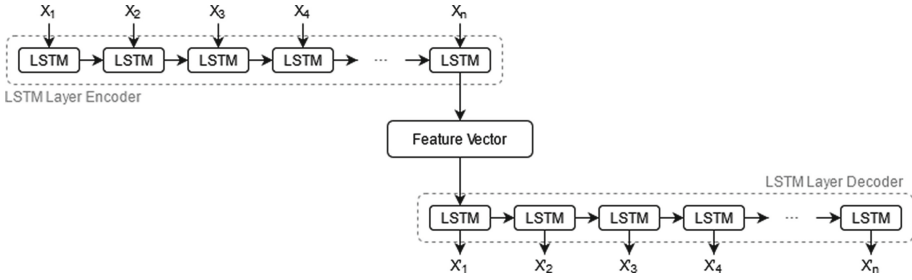 X₁ X₂ X₃ X₄ Xₙ
LSTM LSTM LSTM LSTM ... LSTM
LSTM Layer Encoder
Feature Vector
LSTM Layer Decoder
LSTM LSTM LSTM LSTM ... LSTM
X'₁ X'₂ X'₃ X'₄ X'ₙ